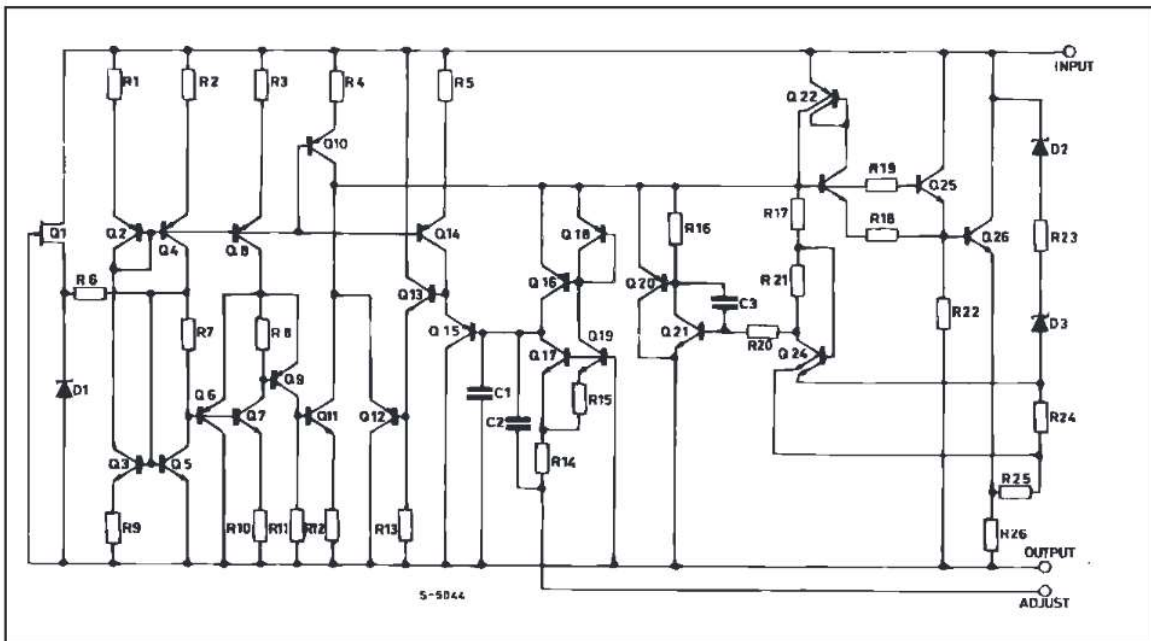 R1
R2
R3
R4
R5
INPUT
Q22
Q10
D2
R19
Q25
R17
R18
Q1
Q2
Q4
Q8
Q14
Q18
R16
Q26
R23
R6
Q16
Q20
R21
Q13
C3
R7
R8
Q15
Q19
Q21
R22
D3
Q17
R20
Q24
D1
Q6
Q9
R15
Q7
Q11
Q12
C1
C2
R24
Q3
Q5
R14
R25
R9
R10
R11
R12
R13
R26
OUTPUT
S-5044
ADJUST